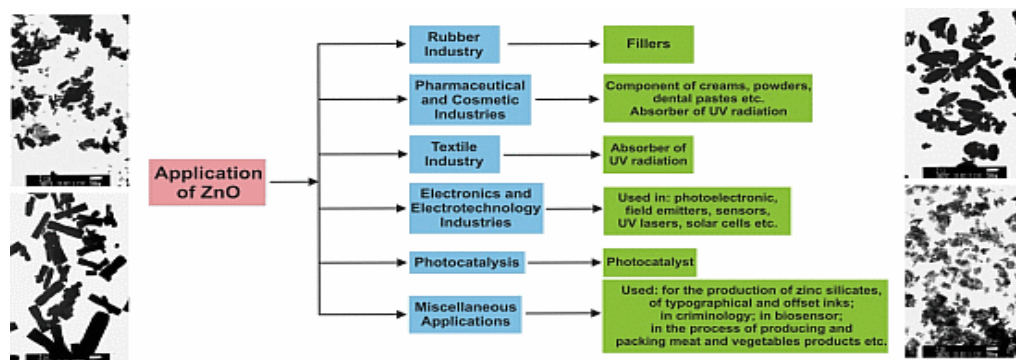 Application
of ZnO
Rubber
Industry
Fillers
Pharmaceutical
and Cosmetic
Industries
Component of creams, powders,
dental pastes etc.
Absorber of UV radiation
Textile
Industry
Absorber of
UV radiation
Electronics and
Electrotechnology
Industries
Used in: photoelectronic,
field emitters, sensors,
UV lasers, solar cells etc.
Photocatalysis
Photocatalyst
Miscellaneous
Applications
Used: for the production of zinc silicates,
of typographical and offset inks;
in criminology; in biosensor;
in the process of producing and
packing meat and vegetables products etc.